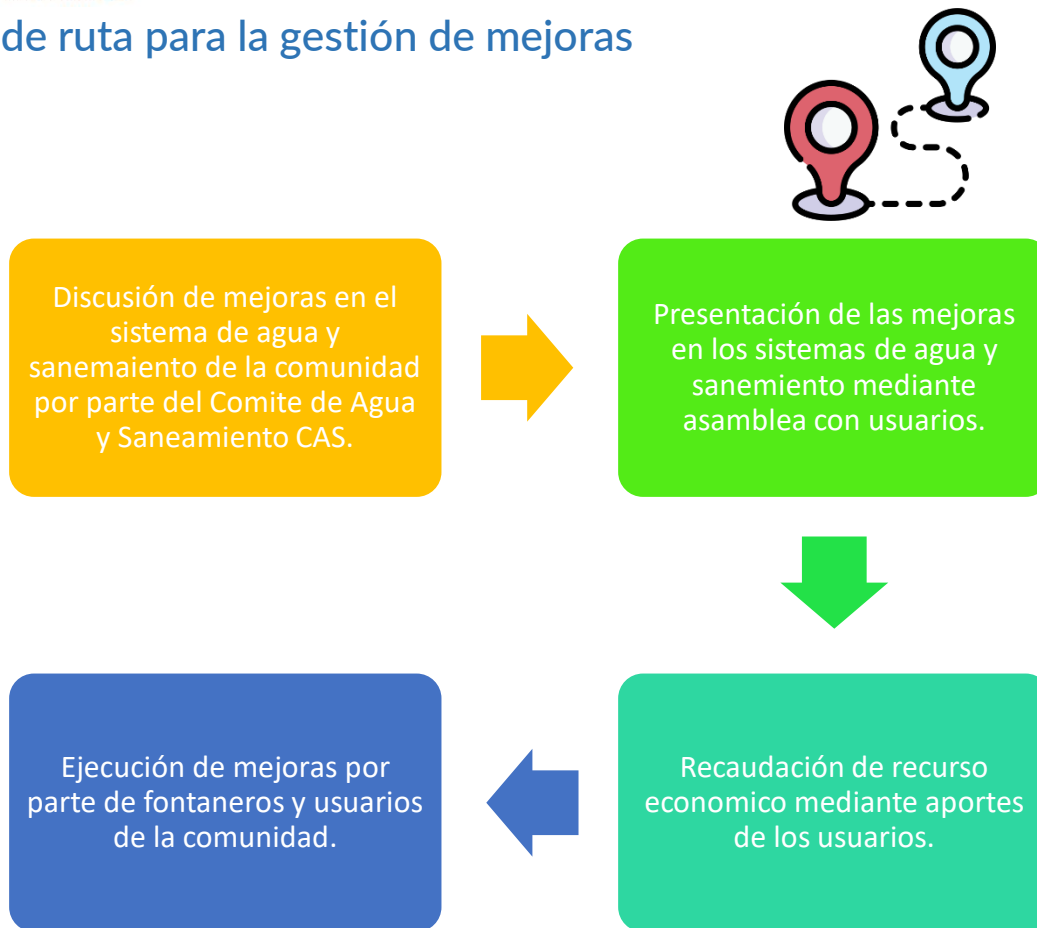 de ruta para la gestión de mejoras
Discusión de mejoras en el
sistema de agua y
sanemaiento de la comunidad
por parte del Comite de Agua
y Saneamiento CAS.
Presentación de las mejoras
en los sistemas de agua y
sanemiento mediante
asamblea con usuarios.
Recaudación de recurso
economico mediante aportes
de los usuarios.
Ejecución de mejoras por
parte de fontaneros y usuarios
de la comunidad.